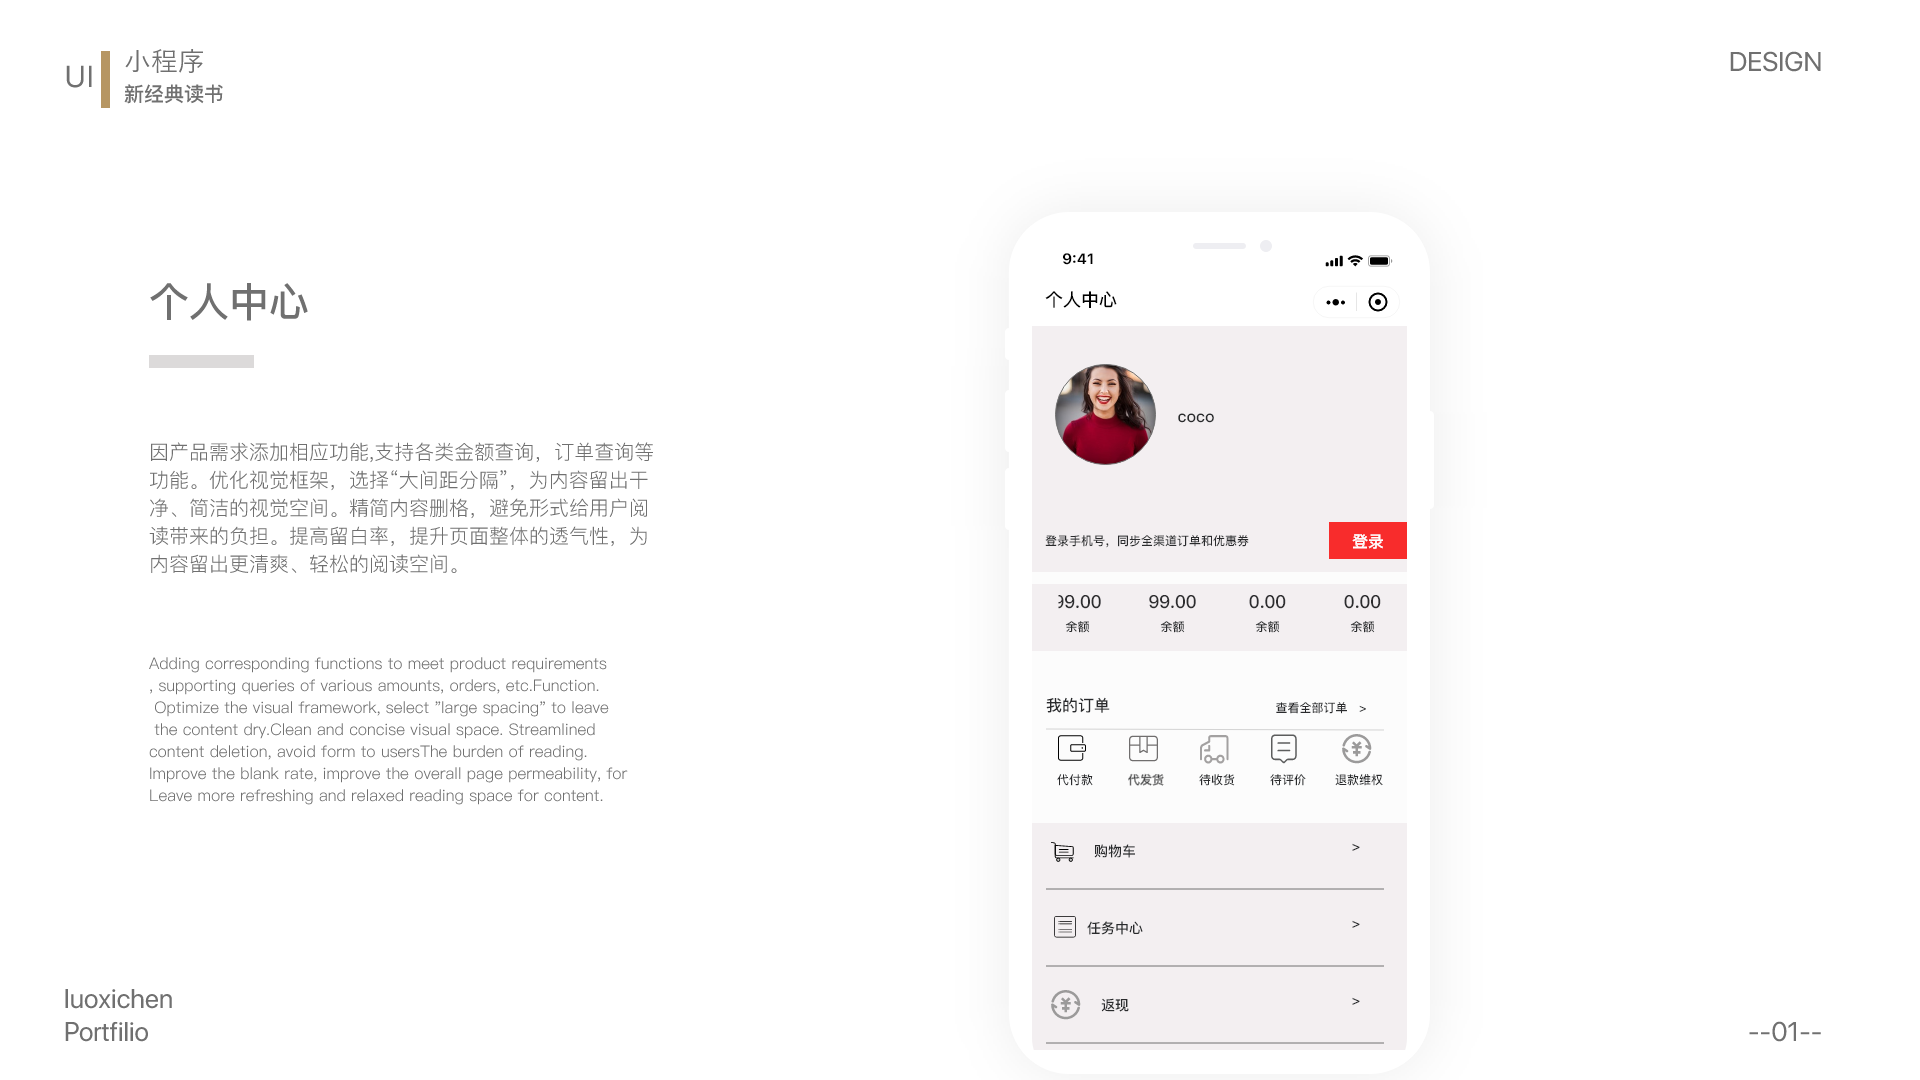 UI
小程序
新经典读书
DESIGN
个人中心
因产品需求添加相应功能,支持各类金额查询，订单查询等
功能。优化视觉框架，选择“大间距分隔”，为内容留出干
净、简洁的视觉空间。精简内容删格，避免形式给用户阅
读带来的负担。提高留白率，提升页面整体的透气性，为
内容留出更清爽、轻松的阅读空间。
Adding corresponding functions to meet product requirements
, supporting queries of various amounts, orders, etc.Function.
Optimize the visual framework, select ”large spacing” to leave
the content dry.Clean and concise visual space. Streamlined
content deletion, avoid form to usersThe burden of reading.
Improve the blank rate, improve the overall page permeability, for
Leave more refreshing and relaxed reading space for content.
9:41
个人中心
coco
登录手机号，同步全渠道订单和优惠券
登录
99.00 99.00 0.00 0.00
余额 余额 余额 余额
我的订单
查看全部订单 >
代付款 代发货 待收货 待评价 退款维权
购物车 >
任务中心 >
返现 >
luoxichen
Portfilio
--01--